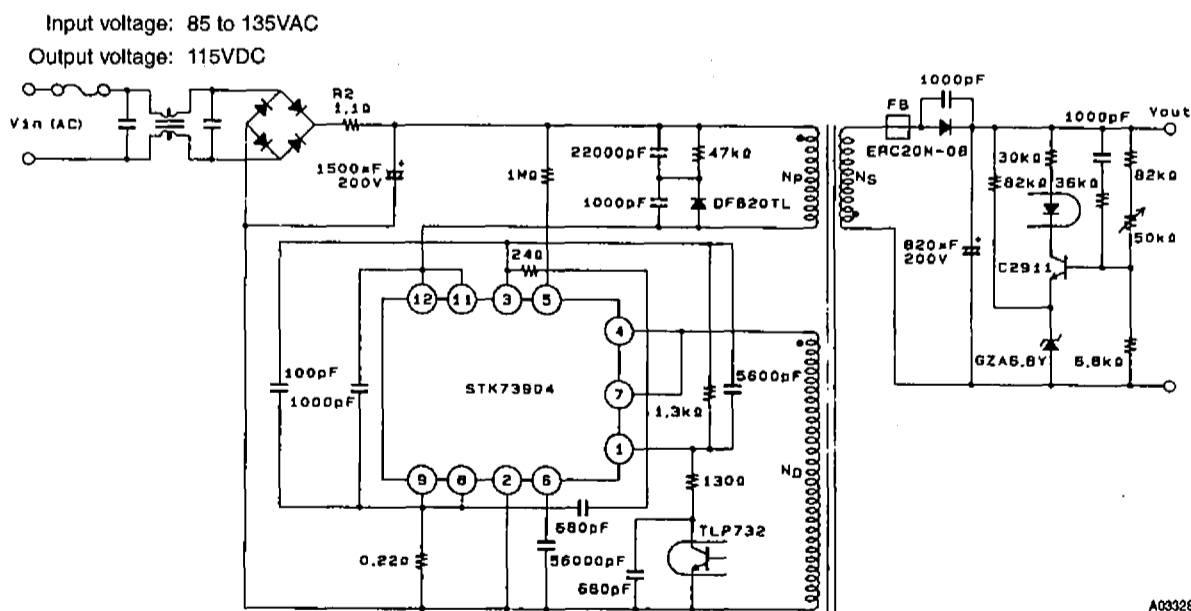 Input voltage: 85 to 135VAC
Output voltage: 115VDC
Vin (AC)
R2
1.1Ω
1500µF
200V
1MΩ
22000pF
1000pF
47kΩ
DFB20TL
NP
NS
FB
1000pF
ERC20M-08
820µF
200V
30kΩ
82kΩ
36kΩ
1000pF
Vout
82kΩ
50kΩ
C2911
GZA6.8Y
6.8kΩ
24Ω
12
11
3
5
4
7
1
9
8
2
6
STK73904
100pF
1000pF
1.3kΩ
5600pF
130Ω
ND
TLP732
680pF
680pF
56000pF
0.22Ω